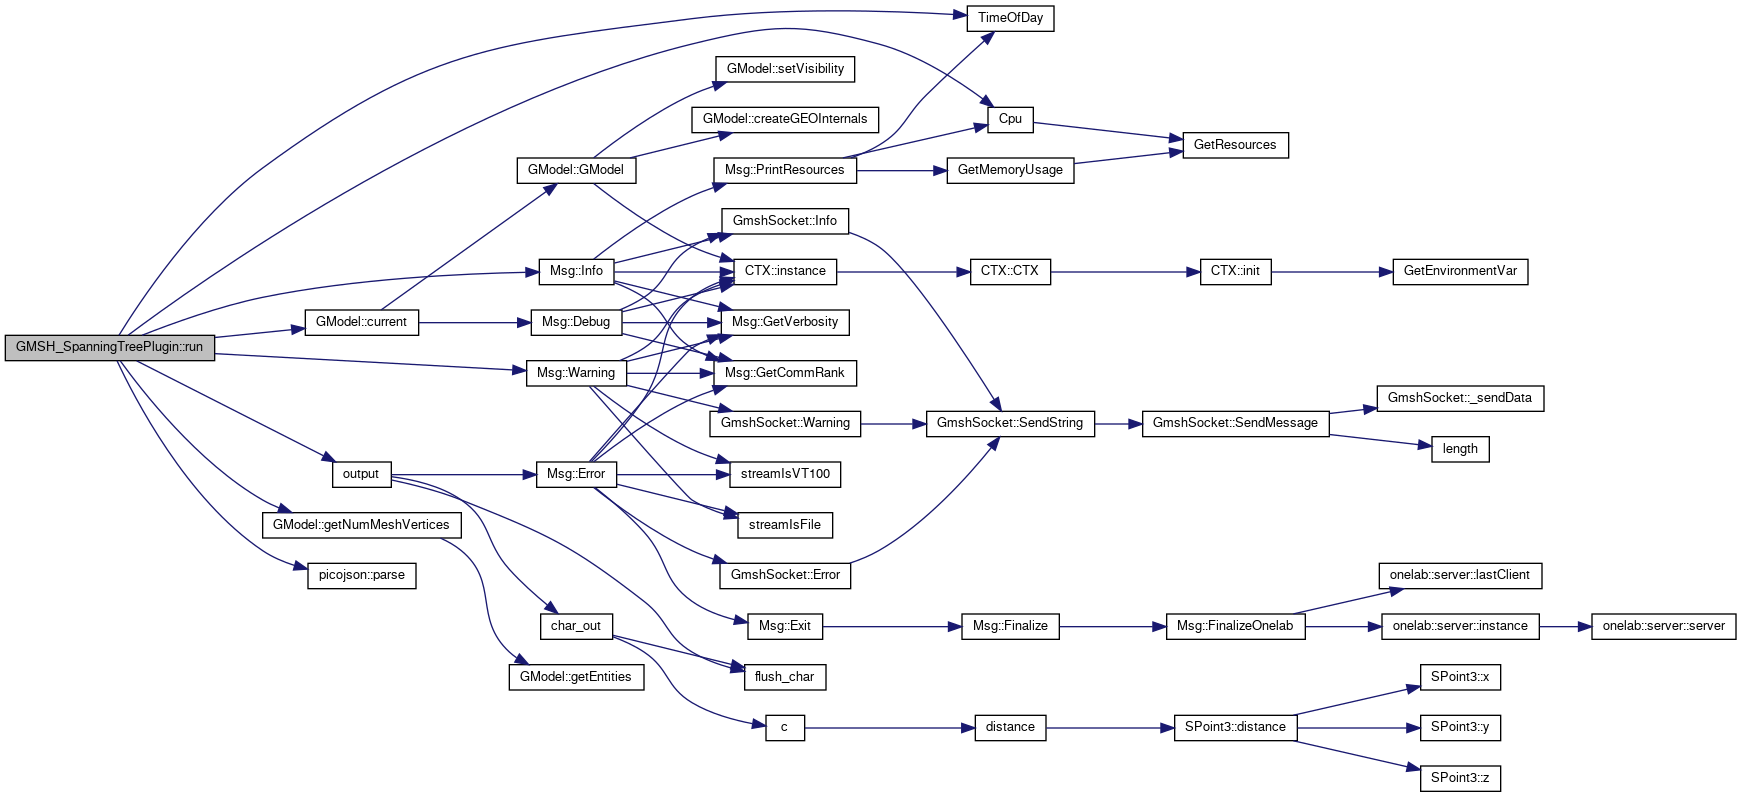 TimeOfDay
GModel::setVisibility
GModel::createGEOInternals
Cpu
GetResources
GModel::GModel
Msg::PrintResources
GetMemoryUsage
GmshSocket::Info
Msg::Info
CTX::instance
CTX::CTX
CTX::init
GetEnvironmentVar
GModel::current
Msg::Debug
Msg::GetVerbosity
GMSH_SpanningTreePlugin::run
Msg::Warning
Msg::GetCommRank
GmshSocket::_sendData
GmshSocket::Warning
GmshSocket::SendString
GmshSocket::SendMessage
length
output
Msg::Error
streamIsVT100
GModel::getNumMeshVertices
streamIsFile
picojson::parse
GmshSocket::Error
onelab::server::lastClient
char_out
Msg::Exit
Msg::Finalize
Msg::FinalizeOnelab
onelab::server::instance
onelab::server::server
GModel::getEntities
flush_char
SPoint3::x
c
distance
SPoint3::distance
SPoint3::y
SPoint3::z